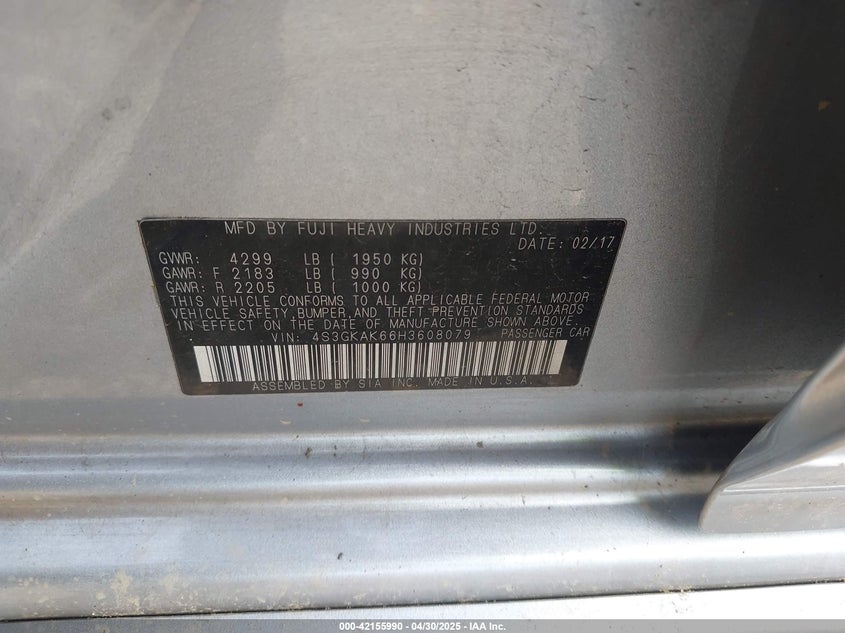 MFD BY FUJI HEAVY INDUSTRIES LTD.
DATE: 02/17
GVWR: 4299 LB ( 1950 KG)
GAWR: F 2183 LB ( 990 KG)
GAWR: R 2205 LB ( 1000 KG)
THIS VEHICLE CONFORMS TO ALL APPLICABLE FEDERAL MOTOR
VEHICLE SAFETY, BUMPER, AND THEFT PREVENTION STANDARDS
IN EFFECT ON THE DATE OF MANUFACTURE SHOWN ABOVE.
VIN: 4S3GKAK66H3608079 PASSENGER CAR
ASSEMBLED BY SIA INC. MADE IN U.S.A.
000-42155990 - 04/30/2025 - IAA Inc.